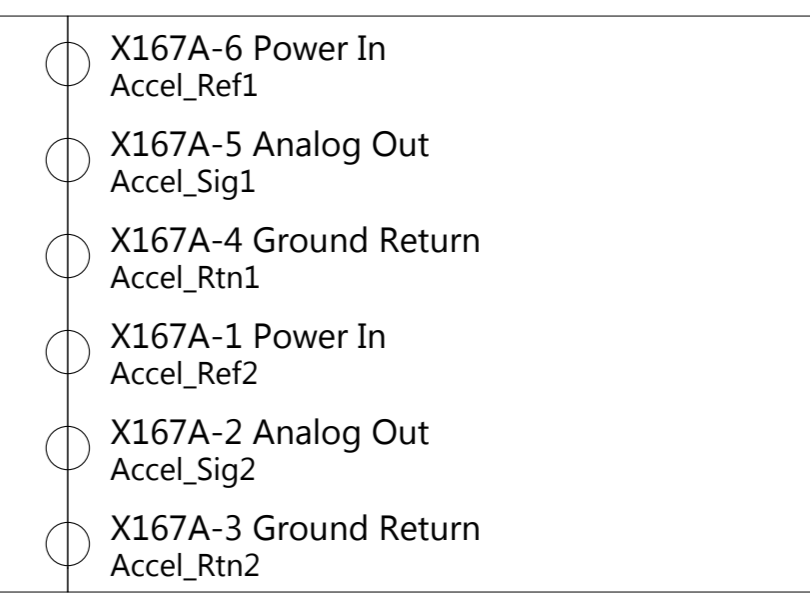 X167A-6 Power In
Accel_Ref1
X167A-5 Analog Out
Accel_Sig1
X167A-4 Ground Return
Accel_Rtn1
X167A-1 Power In
Accel_Ref2
X167A-2 Analog Out
Accel_Sig2
X167A-3 Ground Return
Accel_Rtn2